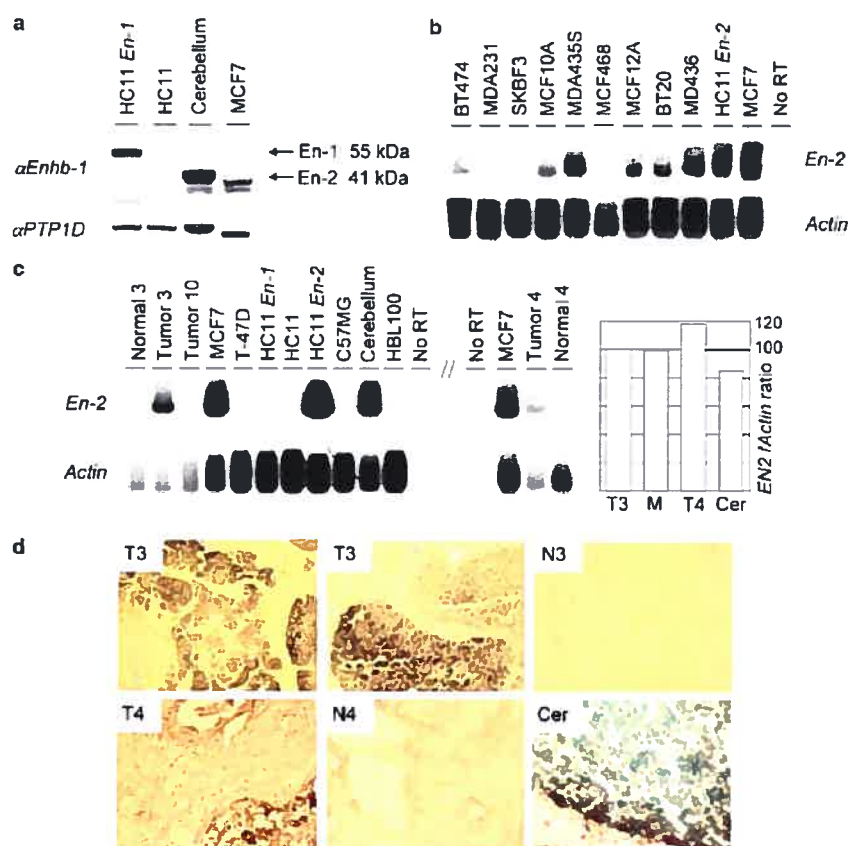 a
HC11 En-1
HC11
Cerebellum
MCF7
αEnhb-1
← En-1 55 kDa
← En-2 41 kDa
αPTP1D
b
BT474
MDA231
SKBF3
MCF10A
MDA435S
MCF468
MCF12A
BT20
MD436
HC11 En-2
MCF7
No RT
En-2
Actin
c
Normal 3
Tumor 3
Tumor 10
MCF7
T-47D
HC11 En-1
HC11
HC11 En-2
C57MG
Cerebellum
HBL100
No RT
//
No RT
MCF7
Tumor 4
Normal 4
En-2
Actin
120
100
EN2 /Actin ratio
T3 M T4 Cer
d
T3
T3
N3
T4
N4
Cer